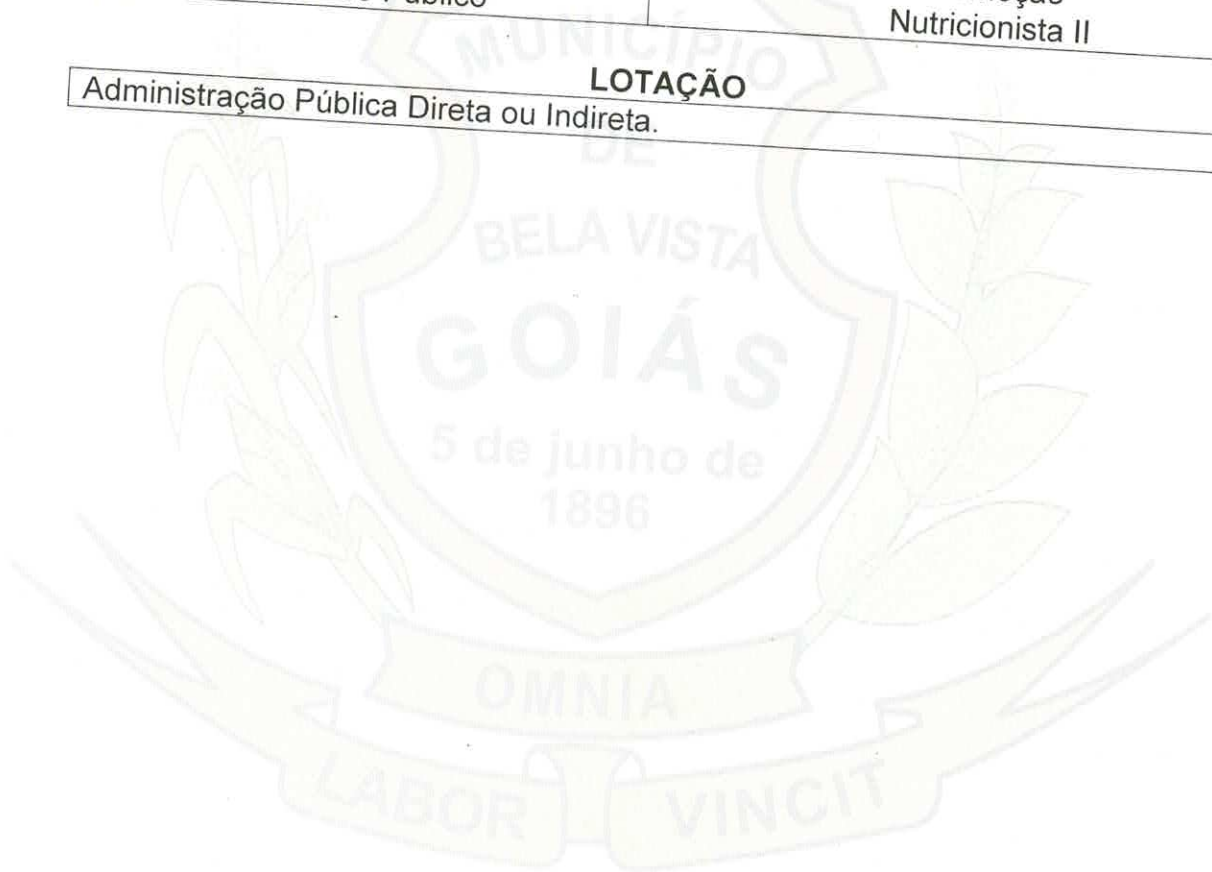 Público
Nutricionista II
LOTAÇÃO
Administração Pública Direta ou Indireta.
MUNICÍPIO
DE
BELA VISTA
GOIÁS
5 de junho de
1896
OMNIA
LABOR VINCIT